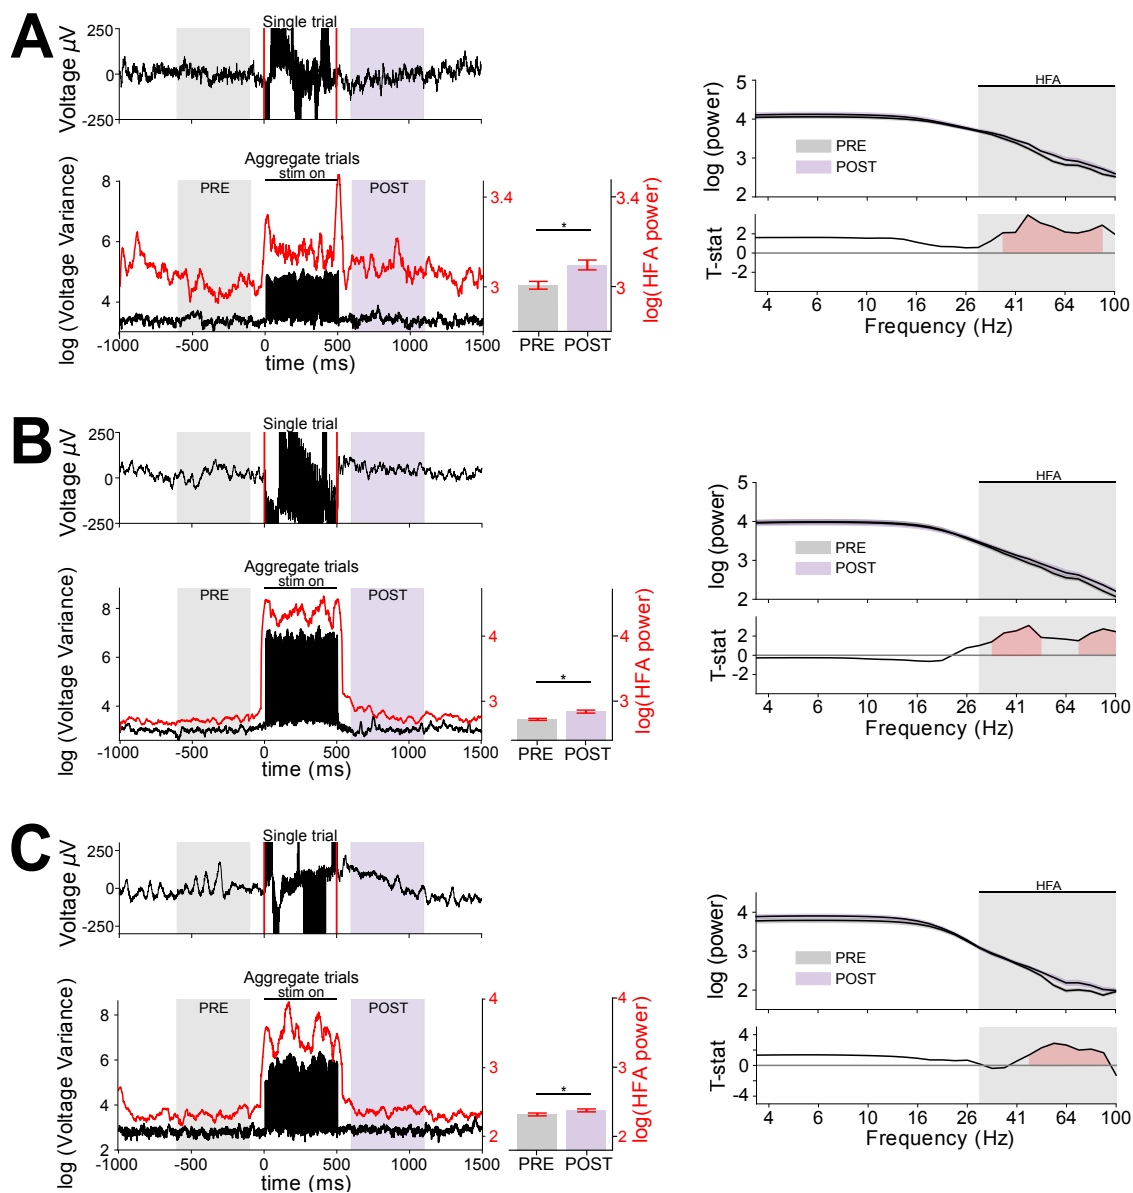 A
Single trial
Voltage µV
250
0
-250
Aggregate trials
stim on
PRE
POST
log (Voltage Variance)
8
6
4
-1000 -500 0 500 1000 1500
time (ms)
3.4
3
3.4
3
log(HFA power)
*
PRE POST
HFA
log (power)
5
4
3
2
PRE
POST
T-stat
2
0
-2
4 6 10 16 26 41 64 100
Frequency (Hz)
B
Single trial
Voltage µV
250
0
-250
Aggregate trials
stim on
PRE
POST
log (Voltage Variance)
8
6
4
-1000 -500 0 500 1000 1500
time (ms)
4
3
4
3
log(HFA power)
*
PRE POST
HFA
log (power)
5
4
3
2
PRE
POST
T-stat
2
0
-2
4 6 10 16 26 41 64 100
Frequency (Hz)
C
Single trial
Voltage µV
250
0
-250
Aggregate trials
stim on
PRE
POST
log (Voltage Variance)
8
6
4
2
-1000 -500 0 500 1000 1500
time (ms)
4
3
2
4
3
2
log(HFA power)
*
PRE POST
HFA
log (power)
4
3
2
PRE
POST
T-stat
4
0
-4
4 6 10 16 26 41 64 100
Frequency (Hz)